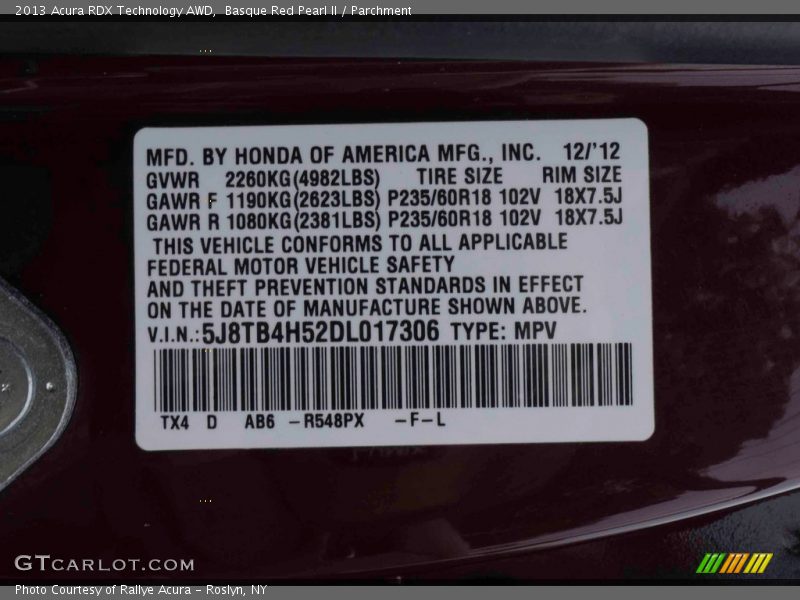 2013 Acura RDX Technology AWD,  Basque Red Pearl II / Parchment
MFD. BY HONDA OF AMERICA MFG., INC. 12/'12
GVWR 2260KG(4982LBS) TIRE SIZE RIM SIZE
GAWR F 1190KG(2623LBS) P235/60R18 102V 18X7.5J
GAWR R 1080KG(2381LBS) P235/60R18 102V 18X7.5J
THIS VEHICLE CONFORMS TO ALL APPLICABLE
FEDERAL MOTOR VEHICLE SAFETY
AND THEFT PREVENTION STANDARDS IN EFFECT
ON THE DATE OF MANUFACTURE SHOWN ABOVE.
V.I.N.:5J8TB4H52DL017306 TYPE: MPV
TX4 D AB6 -R548PX -F-L
GTCARLOT.COM
Photo Courtesy of Rallye Acura - Roslyn, NY